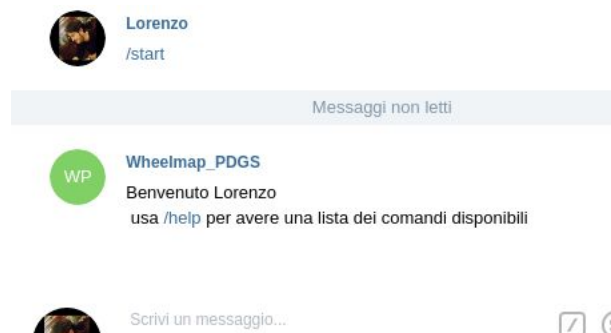 Lorenzo
/start
Messaggi non letti
WP
Wheelmap_PDGS
Benvenuto Lorenzo
usa /help per avere una lista dei comandi disponibili
Scrivi un messaggio...